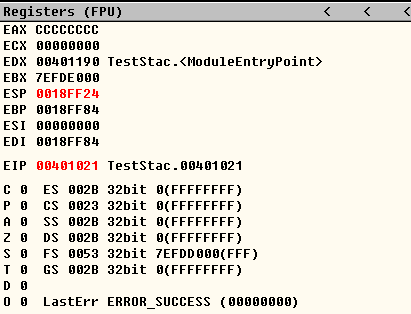 Registers (FPU) < < <
EAX CCCCCCCC
ECX 00000000
EDX 00401190 TestStac.<ModuleEntryPoint>
EBX 7EFDE000
ESP 0018FF24
EBP 0018FF84
ESI 00000000
EDI 0018FF84
EIP 00401021 TestStac.00401021
C 0 ES 002B 32bit 0(FFFFFFFF)
P 0 CS 0023 32bit 0(FFFFFFFF)
A 0 SS 002B 32bit 0(FFFFFFFF)
Z 0 DS 002B 32bit 0(FFFFFFFF)
S 0 FS 0053 32bit 7EFDD000(FFF)
T 0 GS 002B 32bit 0(FFFFFFFF)
D 0
O 0 LastErr ERROR_SUCCESS (00000000)